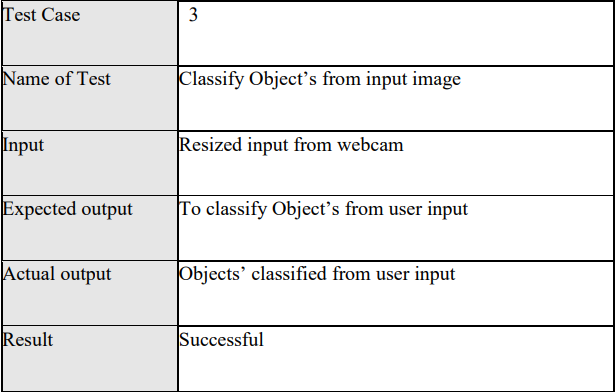 Test Case 3
Name of Test Classify Object’s from input image
Input Resized input from webcam
Expected output To classify Object’s from user input
Actual output Objects’ classified from user input
Result Successful